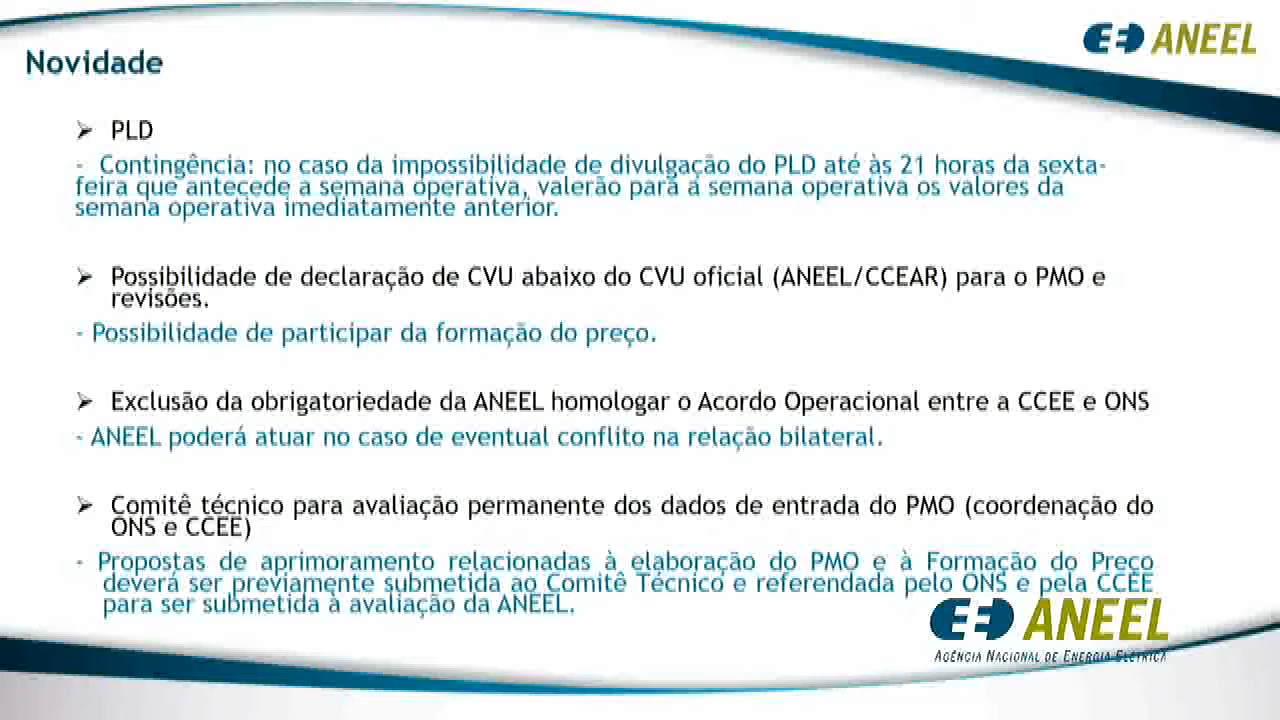 ANEEL
Novidade
➢ PLD
- Contingência: no caso da impossibilidade de divulgação do PLD até às 21 horas da sexta-
feira que antecede a semana operativa, valerão para a semana operativa os valores da
semana operativa imediatamente anterior.
➢ Possibilidade de declaração de CVU abaixo do CVU oficial (ANEEL/CCEAR) para o PMO e
revisões.
- Possibilidade de participar da formação do preço.
➢ Exclusão da obrigatoriedade da ANEEL homologar o Acordo Operacional entre a CCEE e ONS
- ANEEL poderá atuar no caso de eventual conflito na relação bilateral.
➢ Comitê técnico para avaliação permanente dos dados de entrada do PMO (coordenação do
ONS e CCEE)
- Propostas de aprimoramento relacionadas à elaboração do PMO e à Formação do Preço
deverá ser previamente submetida ao Comitê Técnico e referendada pelo ONS e pela CCEE
para ser submetida à avaliação da ANEEL.
ANEEL
AGÊNCIA NACIONAL DE ENERGIA ELÉTRICA